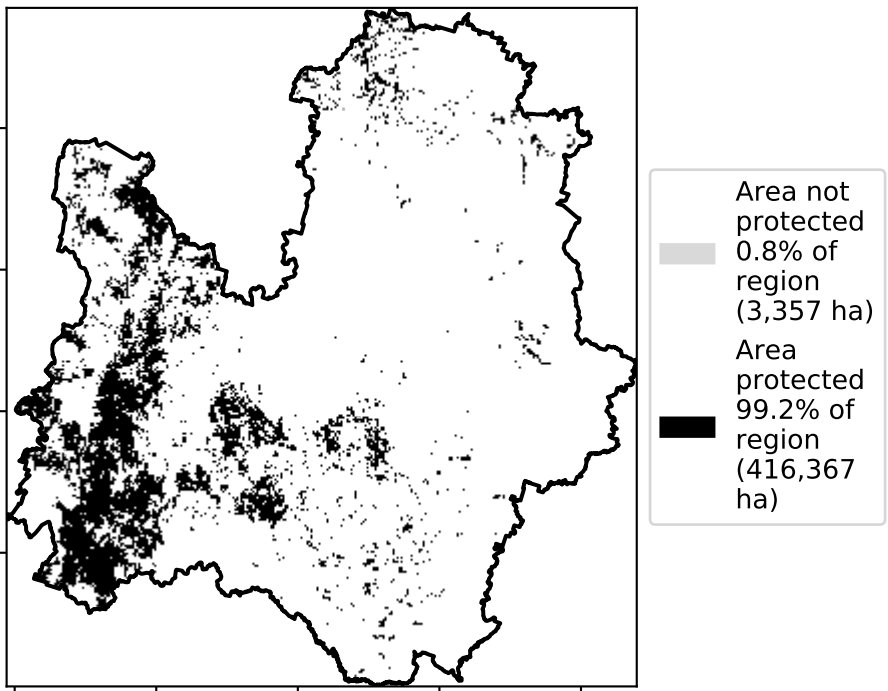 Area not
protected
0.8% of
region
(3,357 ha)
Area
protected
99.2% of
region
(416,367
ha)